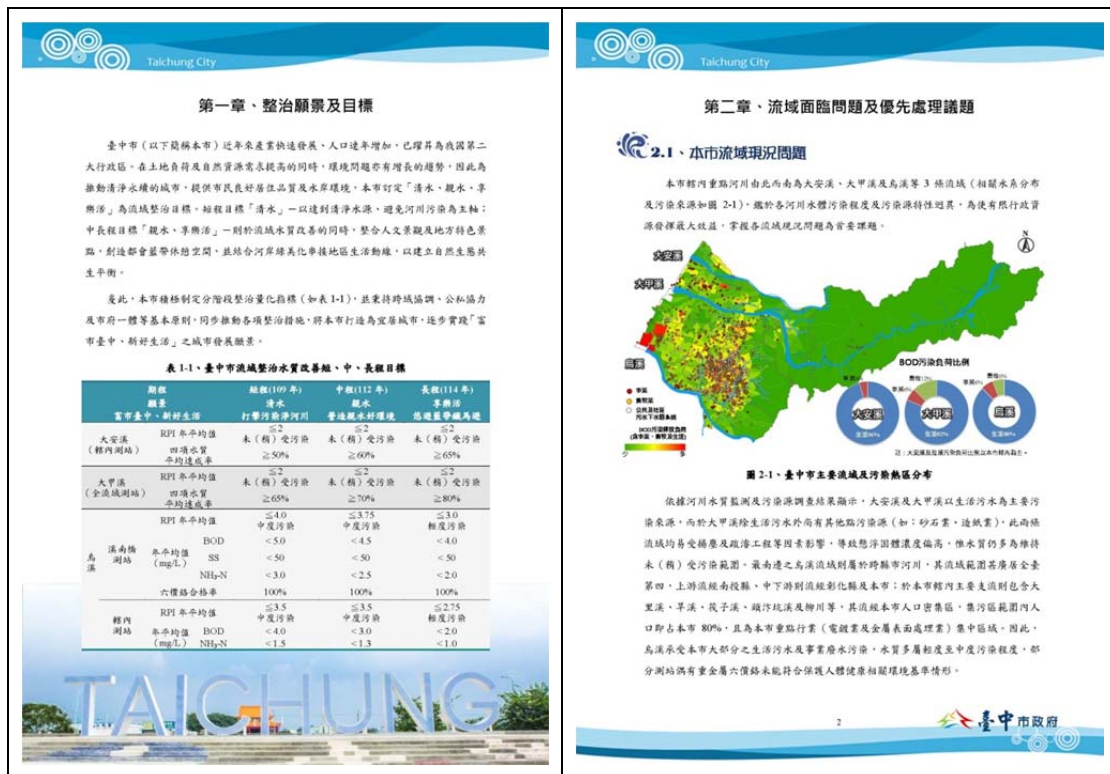 Taichung City
第一章、整治願景及目標
臺中市（以下簡稱本市）近年來產業快速發展、人口逐年增加，已躍昇為我國第二
大行政區。在土地負荷及自然資源需求提高的同時，環境問題亦有增長的趨勢，因此為
推動清淨永續的城市，提供市民良好居住品質及水岸環境，本市訂定「清水、親水、享
樂活」為流域整治目標。短程目標「清水」－以達到清淨水源，避免河川污染為主軸；
中長程目標「親水、享樂活」－則於流域水質改善的同時，整合人文景觀及地方特色景
點，創造都會藍帶休憩空間，並結合河岸綠美化串接地區生活動線，以建立自然生態共
生平衡。
爰此，本市積極制定分階段整治量化指標（如表 1-1），並秉持跨域協調、公私協力
及市府一體等基本原則，同步推動各項整治措施，將本市打造為宜居城市，逐步實踐「富
市臺中、新好生活」之城市發展願景。
表 1-1、臺中市流域整治水質改善短、中、長程目標
期程 短程(109 年) 中程(112 年) 長程(114 年)
願景 清水 親水 享樂活
富市臺中、新好生活 打擊污染淨河川 營造親水好環境 悠遊藍帶鐵馬遊
大安溪 RPI 年平均值 ≦2 ≦2 ≦2
（轄內測站） 未（稍）受污染 未（稍）受污染 未（稍）受污染
四項水質 平均達成率 ≧50% ≧60% ≧65%
大甲溪 RPI 年平均值 ≦2 ≦2 ≦2
（全流域測站） 未（稍）受污染 未（稍）受污染 未（稍）受污染
四項水質 平均達成率 ≧65% ≧70% ≧80%
烏溪 溪南橋測站 RPI 年平均值 ≦4.0 ≦3.75 ≦3.0
中度污染 中度污染 輕度污染
年平均值 (mg/L) BOD ＜5.0 ＜4.5 ＜4.0
SS ＜50 ＜50 ＜50
NH₃-N ＜3.0 ＜2.5 ＜2.0
六價鉻合格率 100% 100% 100%
轄內測站 RPI 年平均值 ≦3.5 ≦3.5 ≦2.75
中度污染 中度污染 輕度污染
年平均值 (mg/L) BOD ＜4.0 ＜3.0 ＜2.0
NH₃-N ＜1.5 ＜1.3 ＜1.0
TAICHUNG
Taichung City
第二章、流域面臨問題及優先處理議題
2.1、本市流域現況問題
本市轄內重點河川由北而南為大安溪、大甲溪及烏溪等 3 條流域（相關水系分布
及污染來源如圖 2-1），鑑於各河川水體污染程度及污染源特性迥異，為使有限行政資
源發揮最大效益，掌握各流域現況問題為首要課題。
N
大安溪
大甲溪
烏溪
BOD污染負荷比例
大安溪
大甲溪
烏溪
事業
畜牧業
少
多
圖 2-1、臺中市主要流域及污染熱區分布
依據河川水質監測及污染源調查結果顯示，大安溪及大甲溪以生活污水為主要污
染來源，而於大甲溪除生活污水外尚有其他點污染源（如：砂石業、造紙業），此兩條
流域均易受揚塵及疏濬工程等因素影響，導致懸浮固體濃度偏高，惟水質仍多為維持
未（稍）受污染範圍。最南邊之烏溪流域則屬於跨縣市河川，其流域範圍甚廣居全臺
第四，上游流經南投縣、中下游則流經彰化縣及本市；於本市轄內主要支流則包含大
里溪、旱溪、筏子溪、頭汴坑溪及柳川等，其流經本市人口密集區，集污區範圍內人
口即占本市 80%，且為本市重點行業（電鍍業及金屬表面處理業）集中區域。因此，
烏溪承受本市大部分之生活污水及事業廢水污染，水質多屬輕度至中度污染程度，部
分測站偶有重金屬六價鉻未能符合保護人體健康相關環境基準情形。
2
臺中市政府